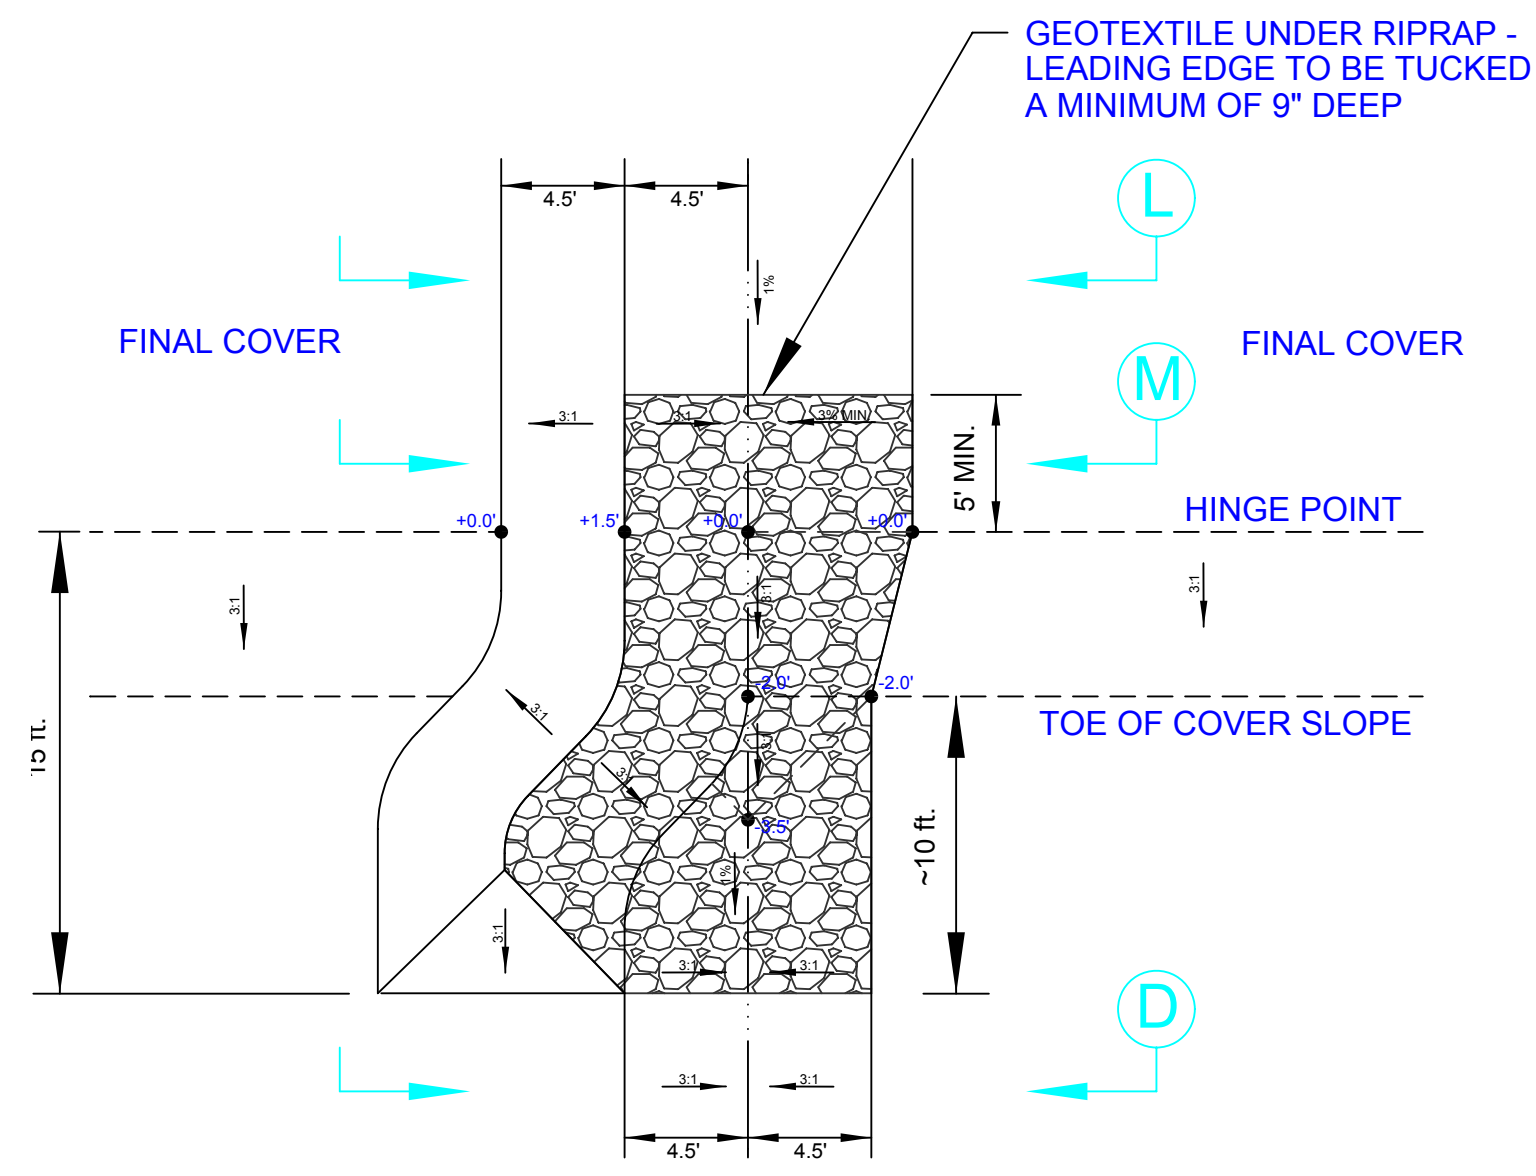 GEOTEXTILE UNDER RIPRAP -
LEADING EDGE TO BE TUCKED
A MINIMUM OF 9" DEEP
4.5' 4.5'
L
1%
FINAL COVER
FINAL COVER
M
3:1 3:1 3% MIN.
5' MIN.
HINGE POINT
+0.0' +1.5' +0.0' +0.0'
3:1 3:1 3:1
-2.0' -2.0'
TOE OF COVER SLOPE
3:1
3:1
3:1
15 ft.
-3.5'
~10 ft.
1%
3:1
3:1 3:1
D
3:1 3:1
4.5' 4.5'